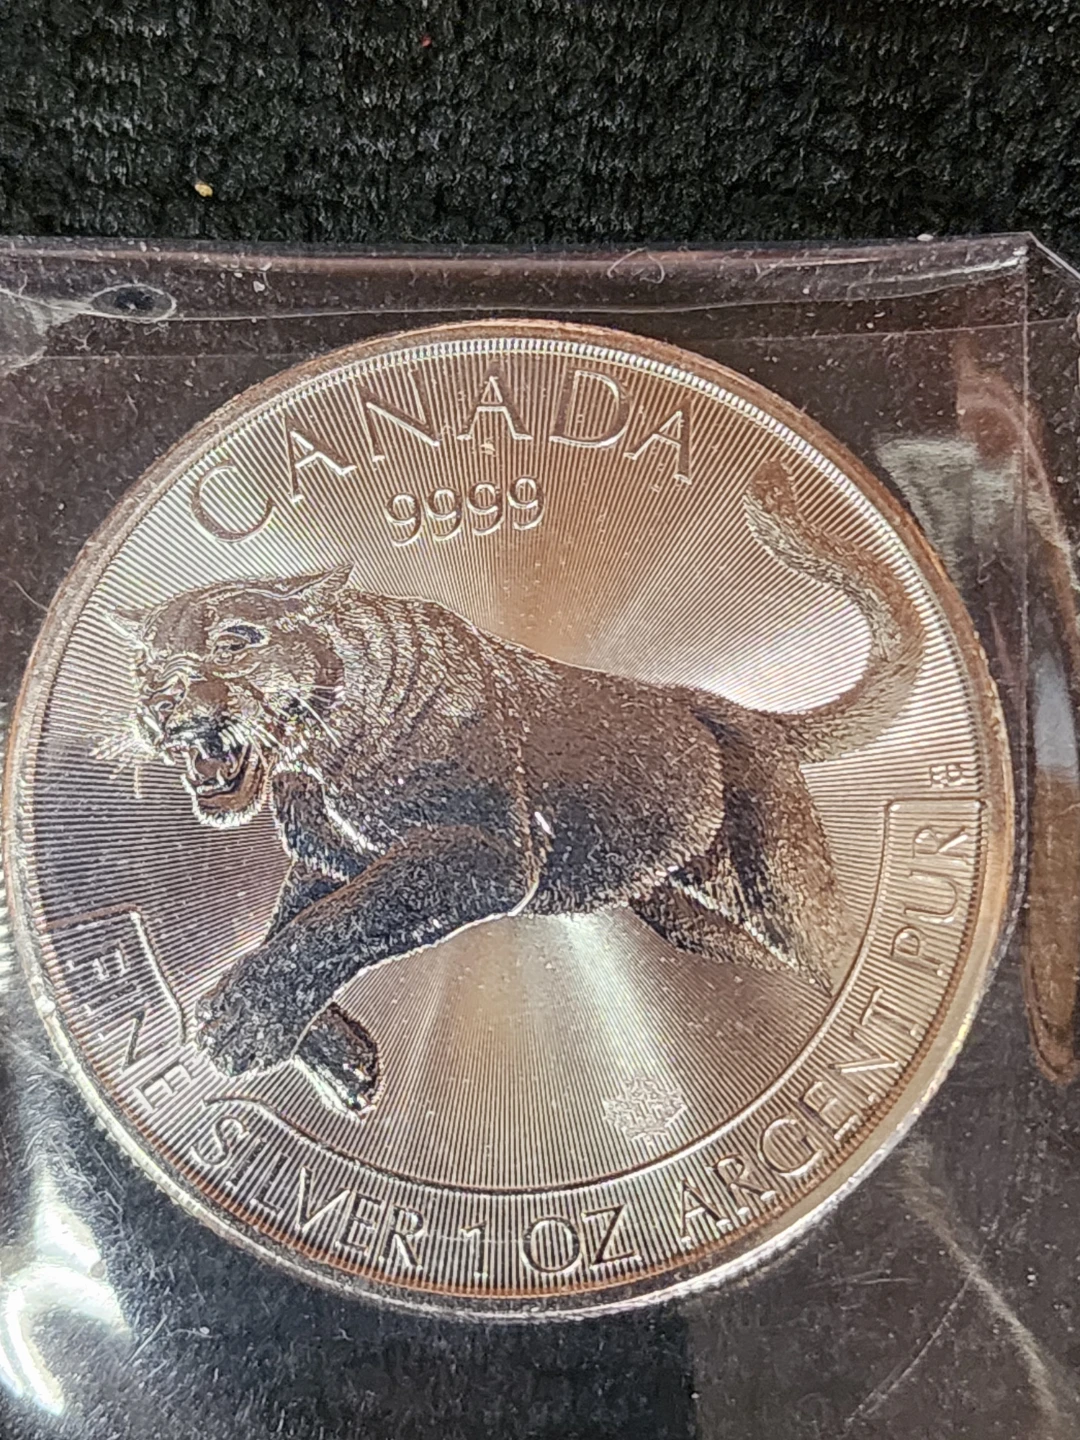 CANADA
9999
FINE SILVER 1 OZ ARGENT PUR